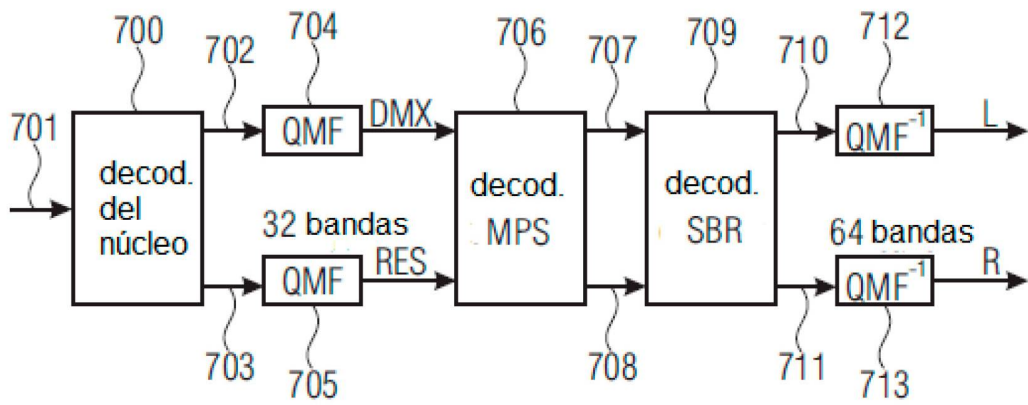 700
702
704
706
707
709
710
712
701
QMF
DMX
QMF⁻¹
L
decod.
del
núcleo
decod.
MPS
decod.
SBR
32 bandas
64 bandas
QMF
RES
QMF⁻¹
R
703
705
708
711
713